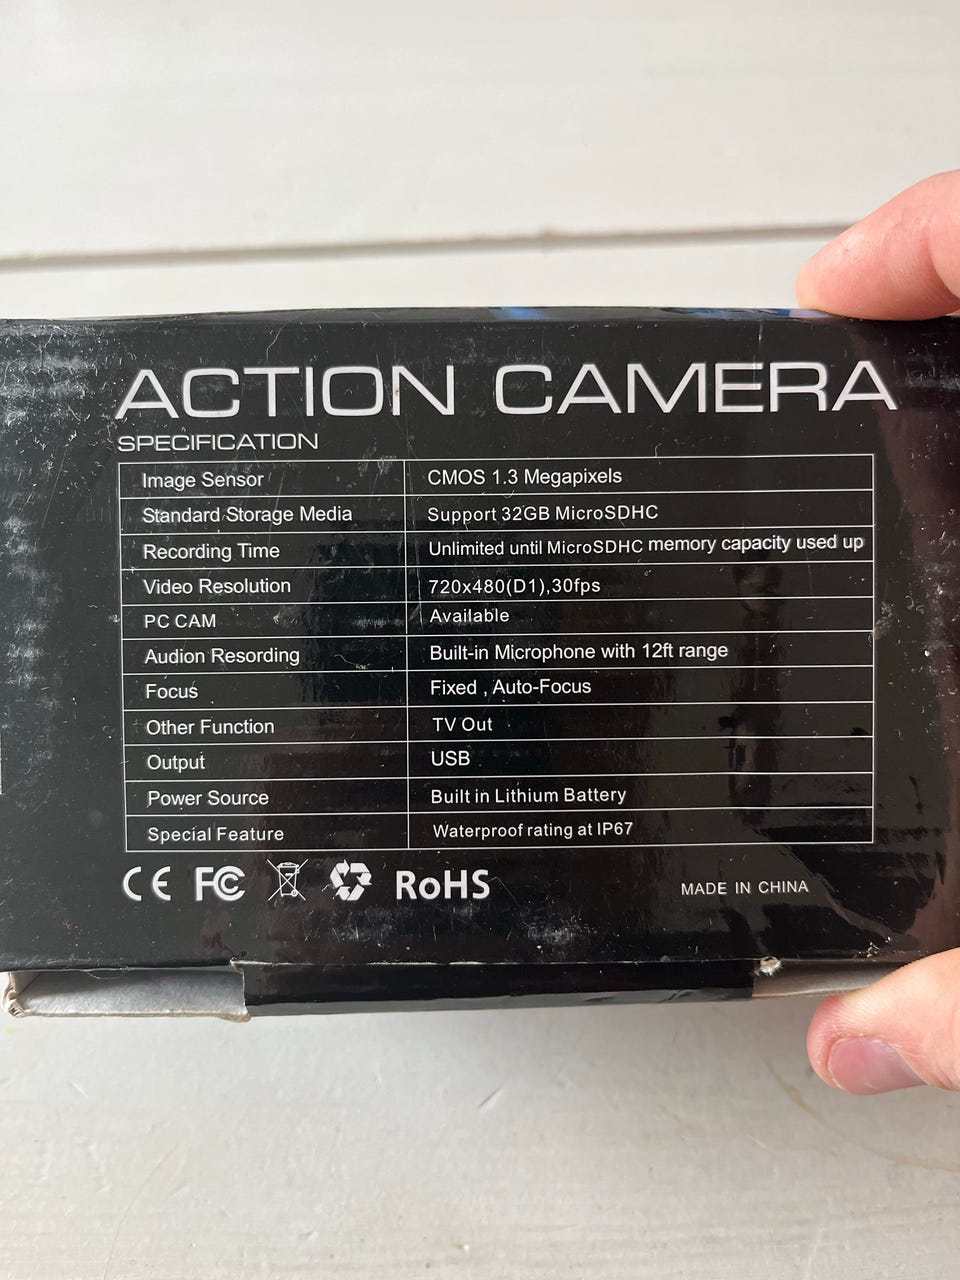 ACTION CAMERA
SPECIFICATION
Image Sensor CMOS 1.3 Megapixels
Standard Storage Media Support 32GB MicroSDHC
Recording Time Unlimited until MicroSDHC memory capacity used up
Video Resolution 720x480(D1),30fps
PC CAM Available
Audion Recording Built-in Microphone with 12ft range
Focus Fixed , Auto-Focus
Other Function TV Out
Output USB
Power Source Built in Lithium Battery
Special Feature Waterproof rating at IP67
CE FC RoHS MADE IN CHINA